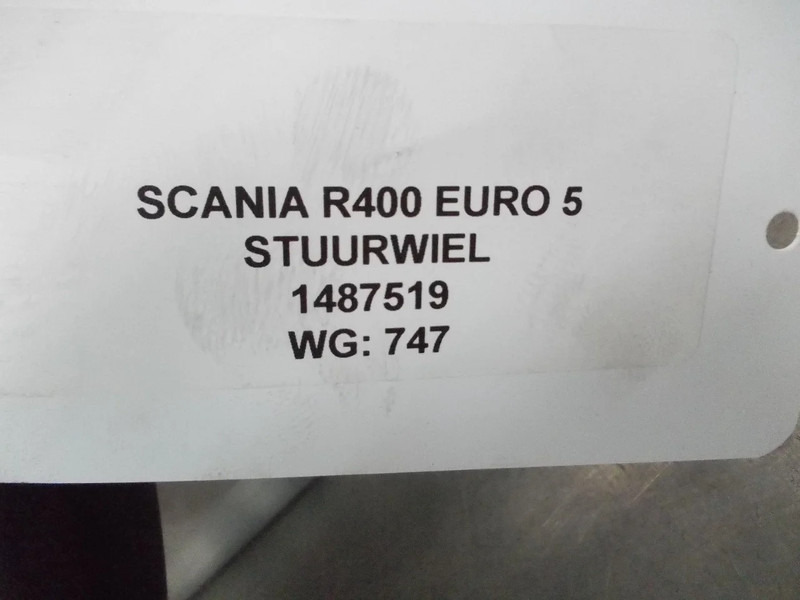 SCANIA R400 EURO 5
STUURWIEL
1487519
WG: 747